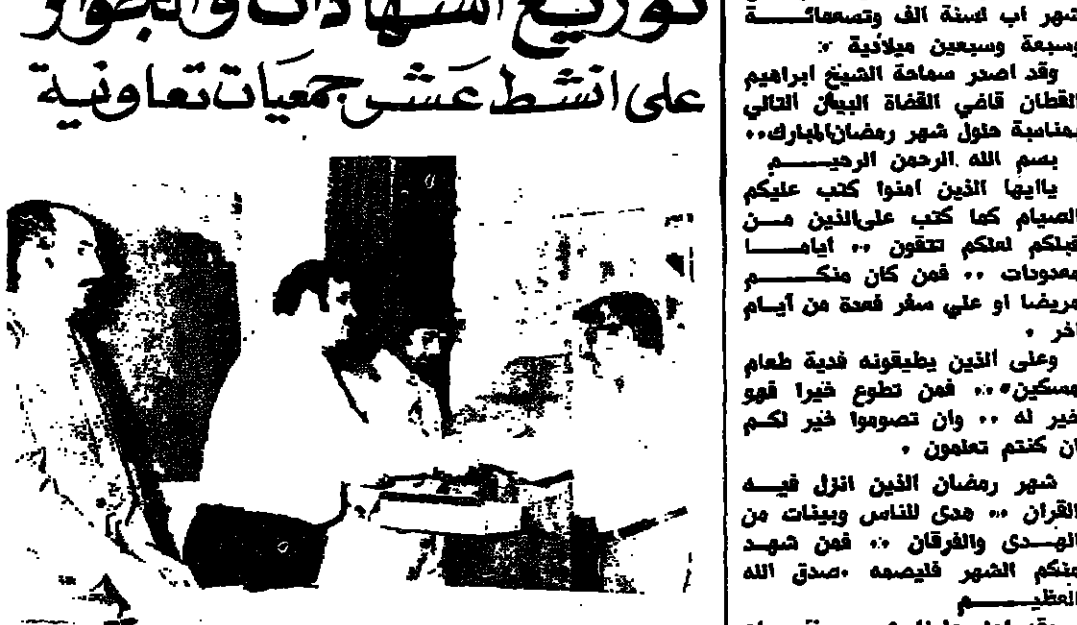 توزيع الشهادات والجوائز
على انشط عشر جمعيات تعاونية
شهر اب لسنة الف وتسعمائة
وسبعة وسبعين ميلادية :
وقد اصدر سماحة الشيخ ابراهيم
القطان قاضي القضاة البيان التالي
بمناسبة حلول شهر رمضان المبارك..
بسم الله الرحمن الرحيم
ياايها الذين امنوا كتب عليكم
الصيام كما كتب على الذين من
قبلكم لعلكم تتقون .. اياما
معدودات .. فمن كان منكم
مريضا او على سفر فعدة من أيام
اخر .
وعلى الذين يطيقونه فدية طعام
مسكين .. فمن تطوع خيرا فهو
خير له .. وان تصوموا خير لكم
ان كنتم تعلمون .
شهر رمضان الذين انزل فيه
القران .. هدى للناس وبينات من
الهدى والفرقان .. فمن شهد
منكم الشهر فليصمه .صدق الله
العظيم